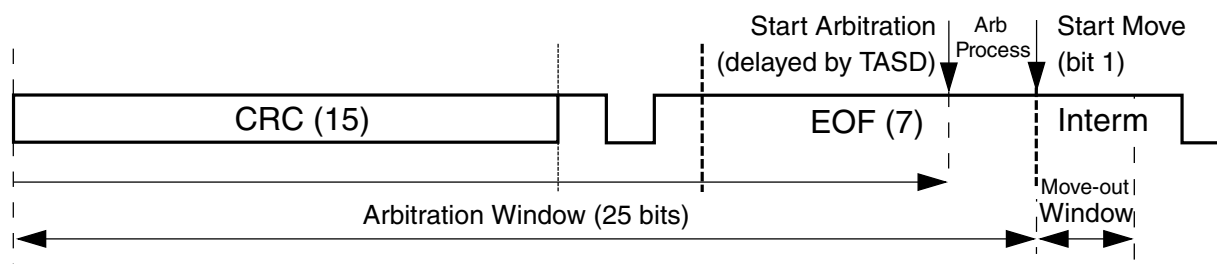 Start Arbitration
(delayed by TASD)
Arb
Process
Start Move
(bit 1)
CRC (15)
EOF (7)
Interm
Arbitration Window (25 bits)
Move-out
Window